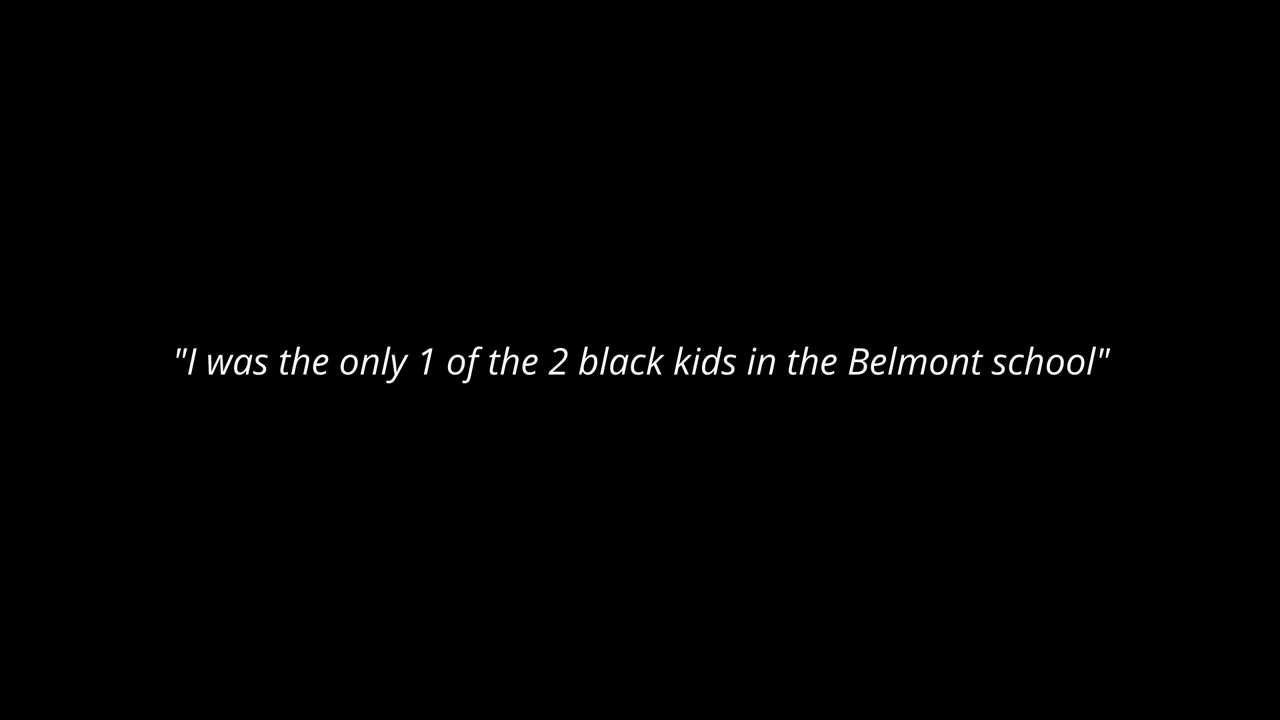 "I was the only 1 of the 2 black kids in the Belmont school"